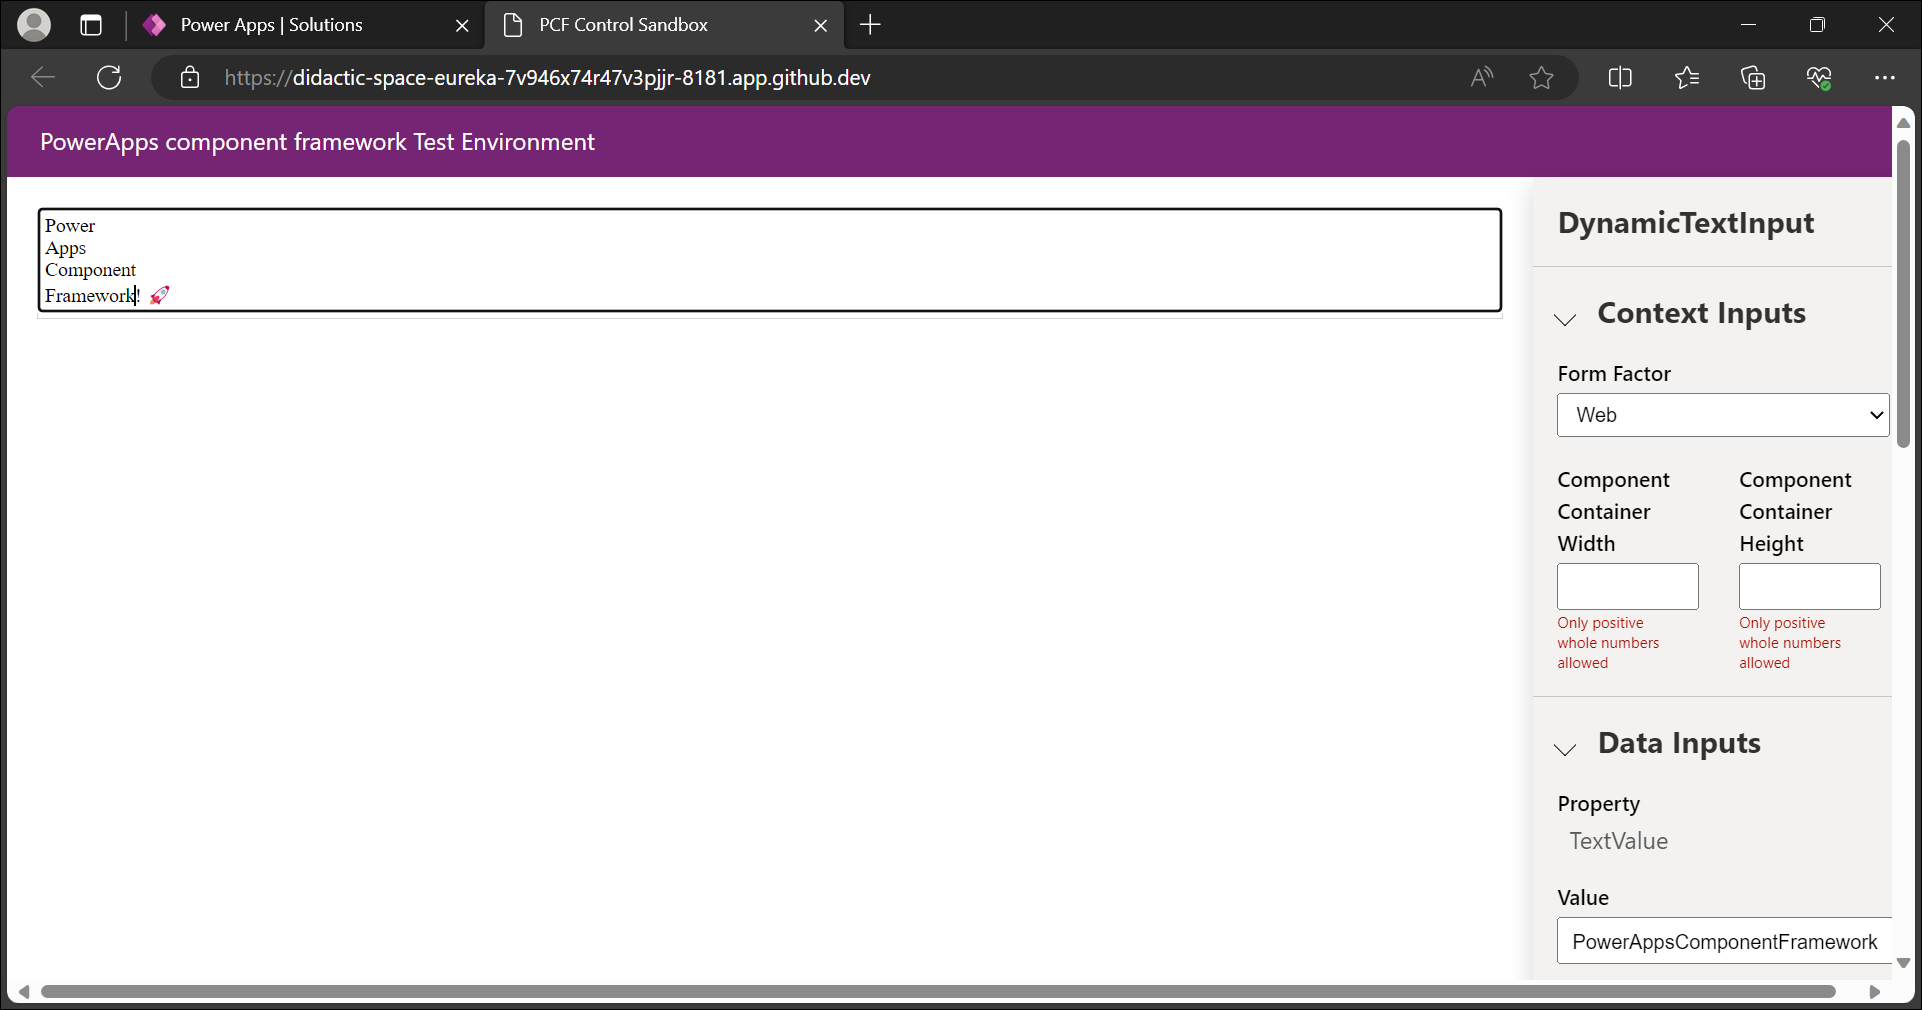 Power Apps | Solutions
PCF Control Sandbox
https://didactic-space-eureka-7v946x74r47v3pjjr-8181.app.github.dev
PowerApps component framework Test Environment
Power
Apps
Component
Framework! 🚀
DynamicTextInput
Context Inputs
Form Factor
Web
Component
Container
Width
Only positive
whole numbers
allowed
Component
Container
Height
Only positive
whole numbers
allowed
Data Inputs
Property
TextValue
Value
PowerAppsComponentFramework